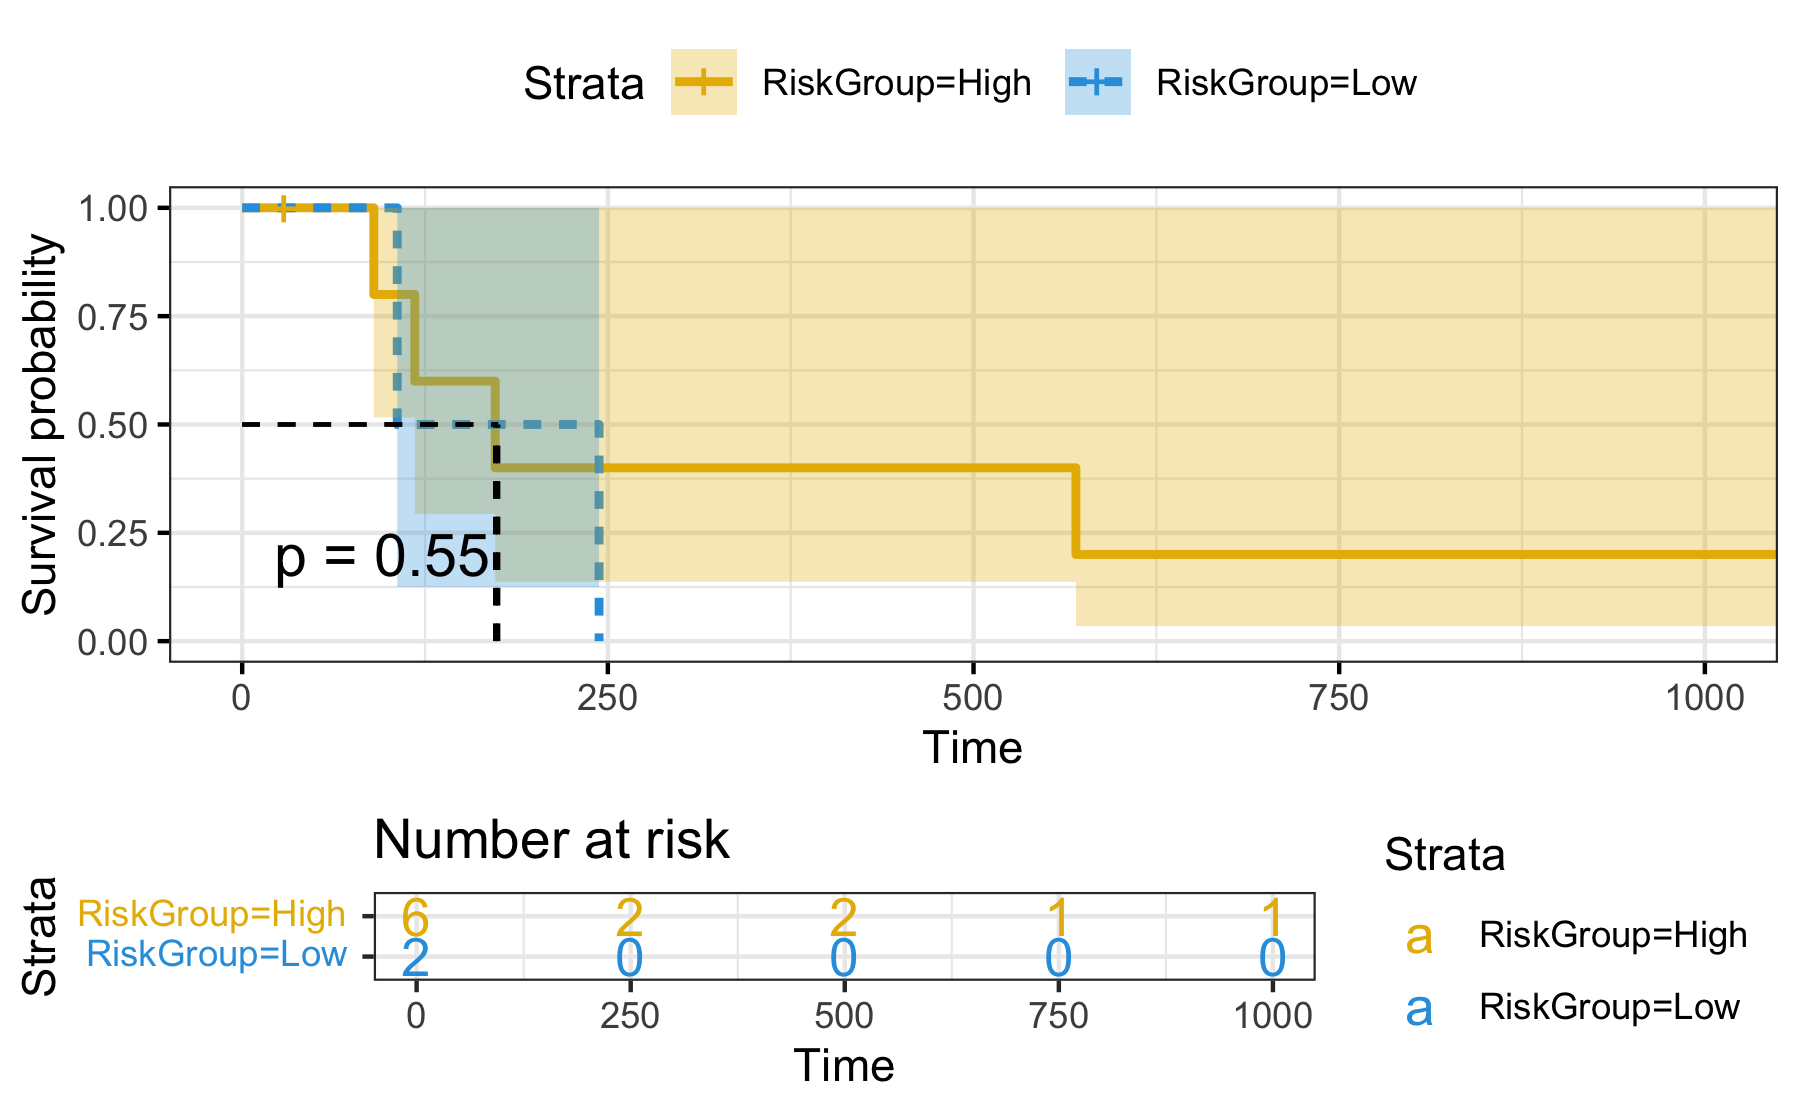 Strata RiskGroup=High RiskGroup=Low
1.00
0.75
0.50
0.25
0.00
Survival probability
p = 0.55
0 250 500 750 1000
Time
Number at risk
Strata
RiskGroup=High 6 2 2 1 1
RiskGroup=Low 2 0 0 0 0
0 250 500 750 1000
Time
Strata
a RiskGroup=High
a RiskGroup=Low